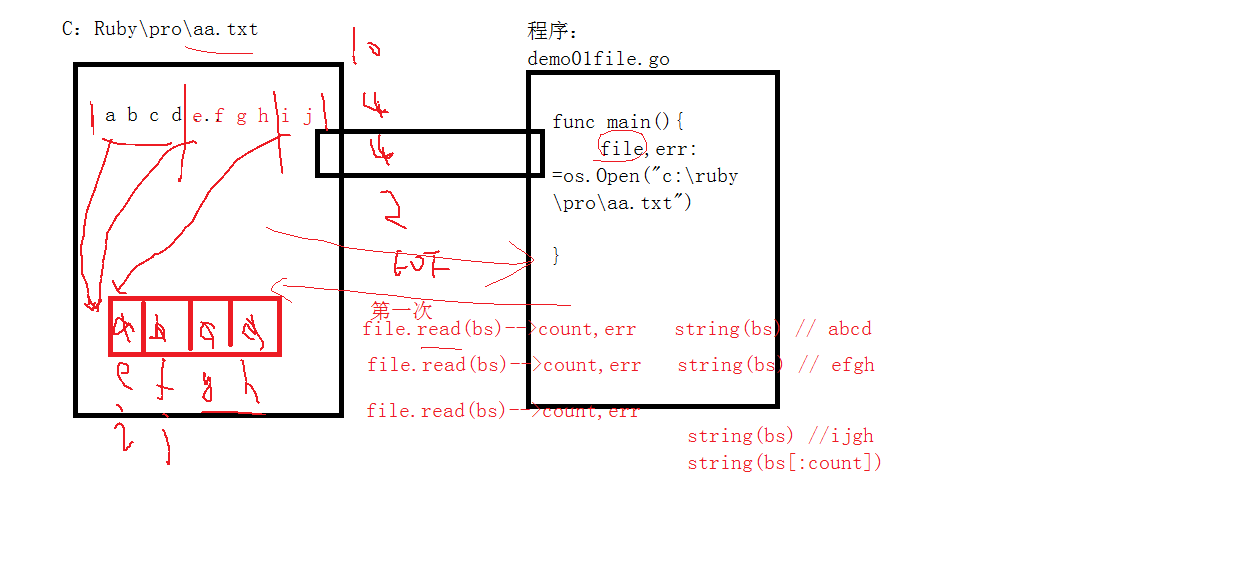 C：Ruby\pro\aa.txt
a b c d e.f g h i j
10
4
4
2
EOF
a b c d
e f g h
i j
程序：
demo01file.go
func main(){
file,err:
=os.Open("c:\ruby
\pro\aa.txt")
}
第一次
file.read(bs)-->count,err string(bs) // abcd
file.read(bs)-->count,err string(bs) // efgh
file.read(bs)-->count,err
string(bs) //ijgh
string(bs[:count])